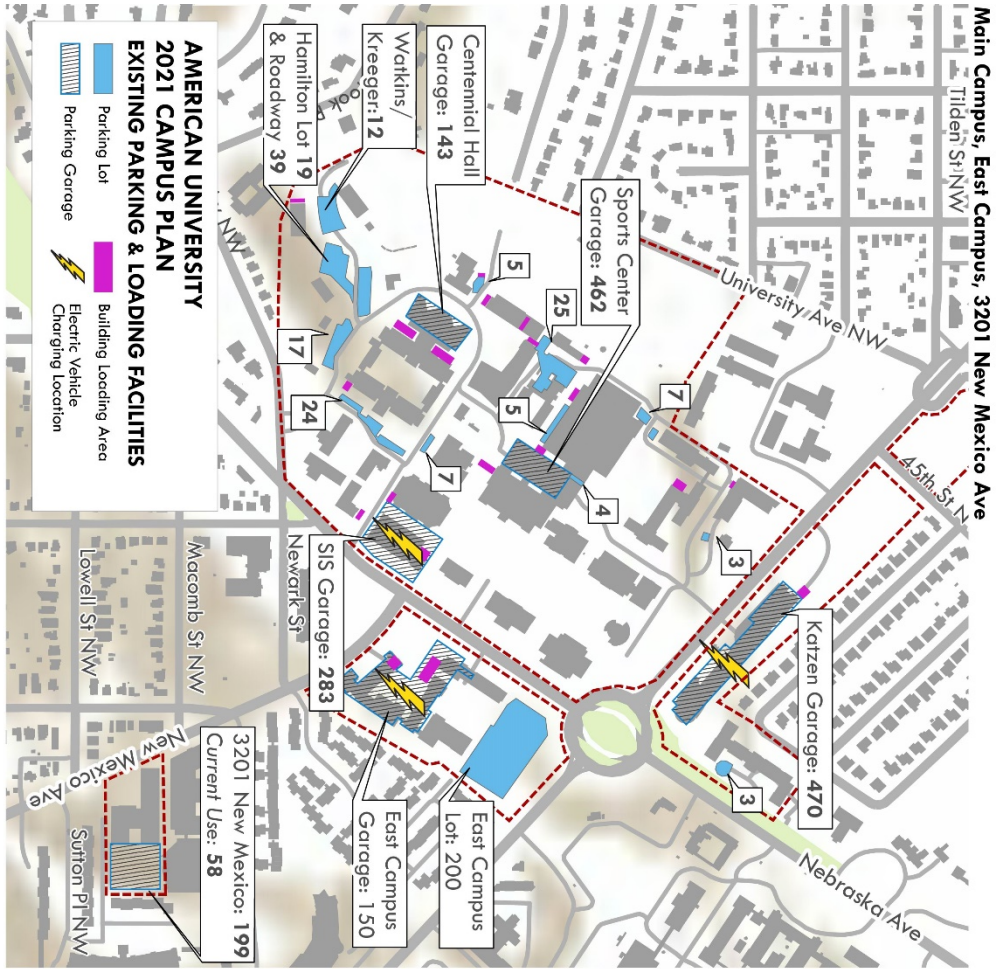 Main Campus, East Campus, 3201 New Mexico Ave
Tilden St NW
University Ave NW
45th St N
Katzen Garage: 470
3
Nebraska Ave
7
3
Sports Center
Garage: 462
25
5
5
4
Centennial Hall
Garage: 143
Watkins/
Kreeger: 12
Hamilton Lot 19
& Roadway 39
17
24
7
SIS Garage: 283
East Campus
Lot: 200
East Campus
Garage: 150
3201 New Mexico: 199
Current Use: 58
Newark St
Macomb St NW
Lowell St NW
New Mexico Ave
Sutton Pl NW
NW
AMERICAN UNIVERSITY
2021 CAMPUS PLAN
EXISTING PARKING & LOADING FACILITIES
Parking Lot
Building Loading Area
Parking Garage
Electric Vehicle
Charging Location